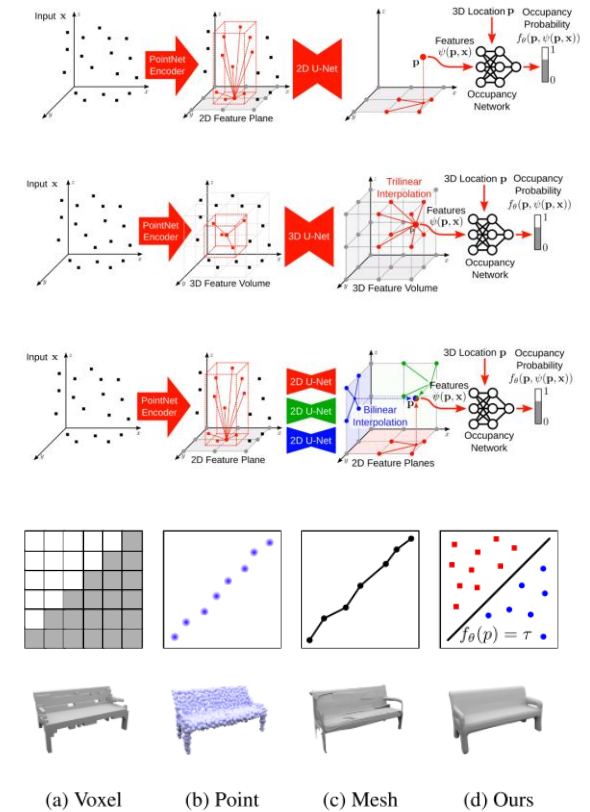 Input x
z
x
y
PointNet
Encoder
z
x
y
2D Feature Plane
2D U-Net
z
x
y
p
Features
ψ(p, x)
3D Location p
Occupancy
Network
Occupancy
Probability
fθ(p, ψ(p, x))
1
0
Input x
z
x
y
PointNet
Encoder
z
x
y
3D Feature Volume
3D U-Net
Trilinear
Interpolation
z
x
y
p
3D Feature Volume
Features
ψ(p, x)
3D Location p
Occupancy
Network
Occupancy
Probability
fθ(p, ψ(p, x))
1
0
Input x
z
x
y
PointNet
Encoder
z
x
y
2D Feature Plane
2D U-Net
2D U-Net
2D U-Net
z
x
y
p
Bilinear
Interpolation
2D Feature Planes
Features
ψ(p, x)
3D Location p
Occupancy
Network
Occupancy
Probability
fθ(p, ψ(p, x))
1
0
fθ(p) = τ
(a) Voxel (b) Point (c) Mesh (d) Ours